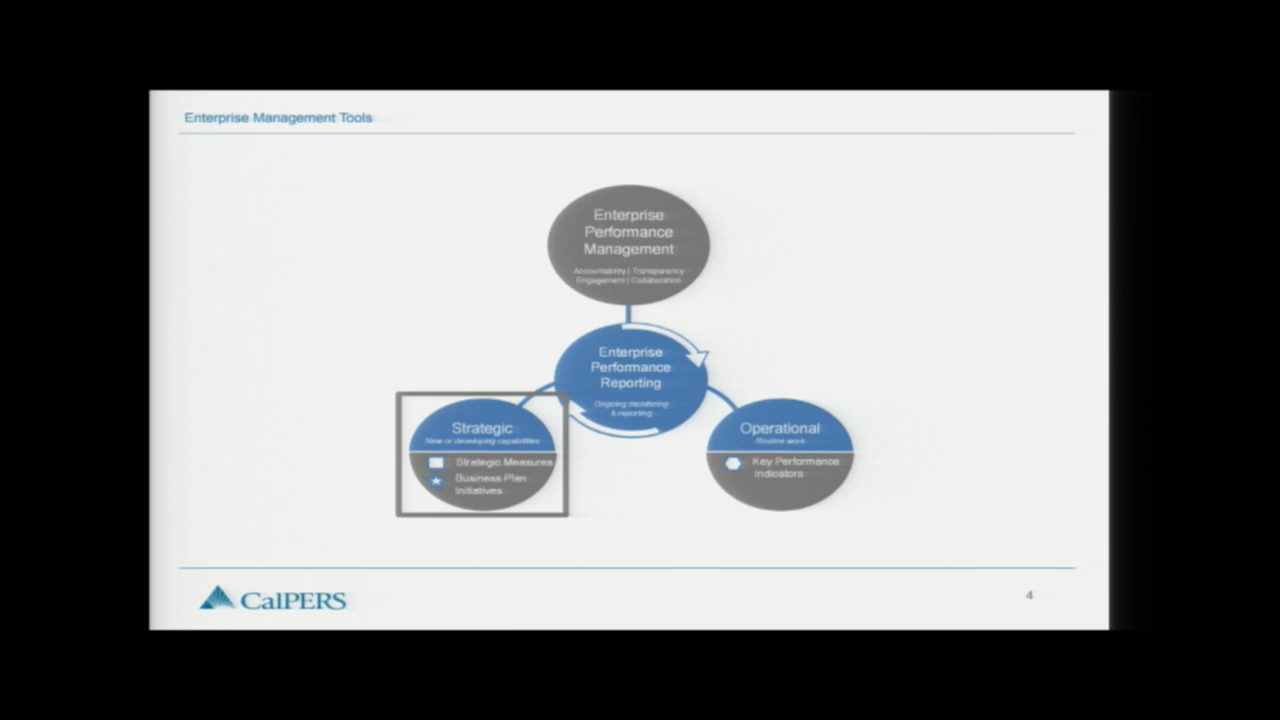 Enterprise Management Tools
Enterprise
Performance
Management
Accountability | Transparency
Engagement | Collaboration
Enterprise
Performance
Reporting
Ongoing monitoring
& reporting
Strategic
New or developing capabilities
Strategic Measures
Business Plan
Initiatives
Operational
Routine work
Key Performance
Indicators
CalPERS
4